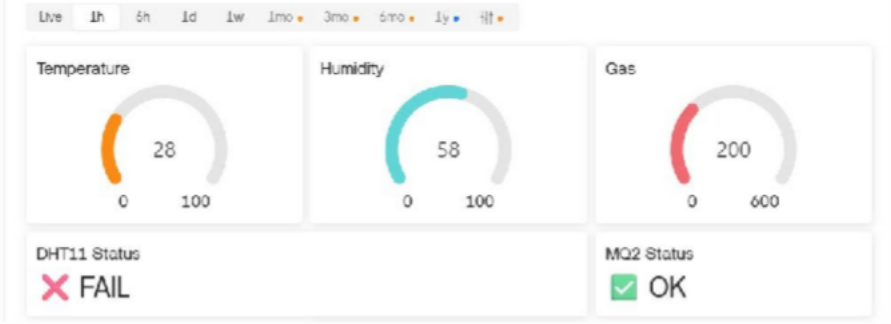 Live 1h 6h 1d 1w 1mo 3mo 6mo 1y
Temperature
28
0 100
Humidity
58
0 100
Gas
200
0 600
DHT11 Status
❌ FAIL
MQ2 Status
✅ OK